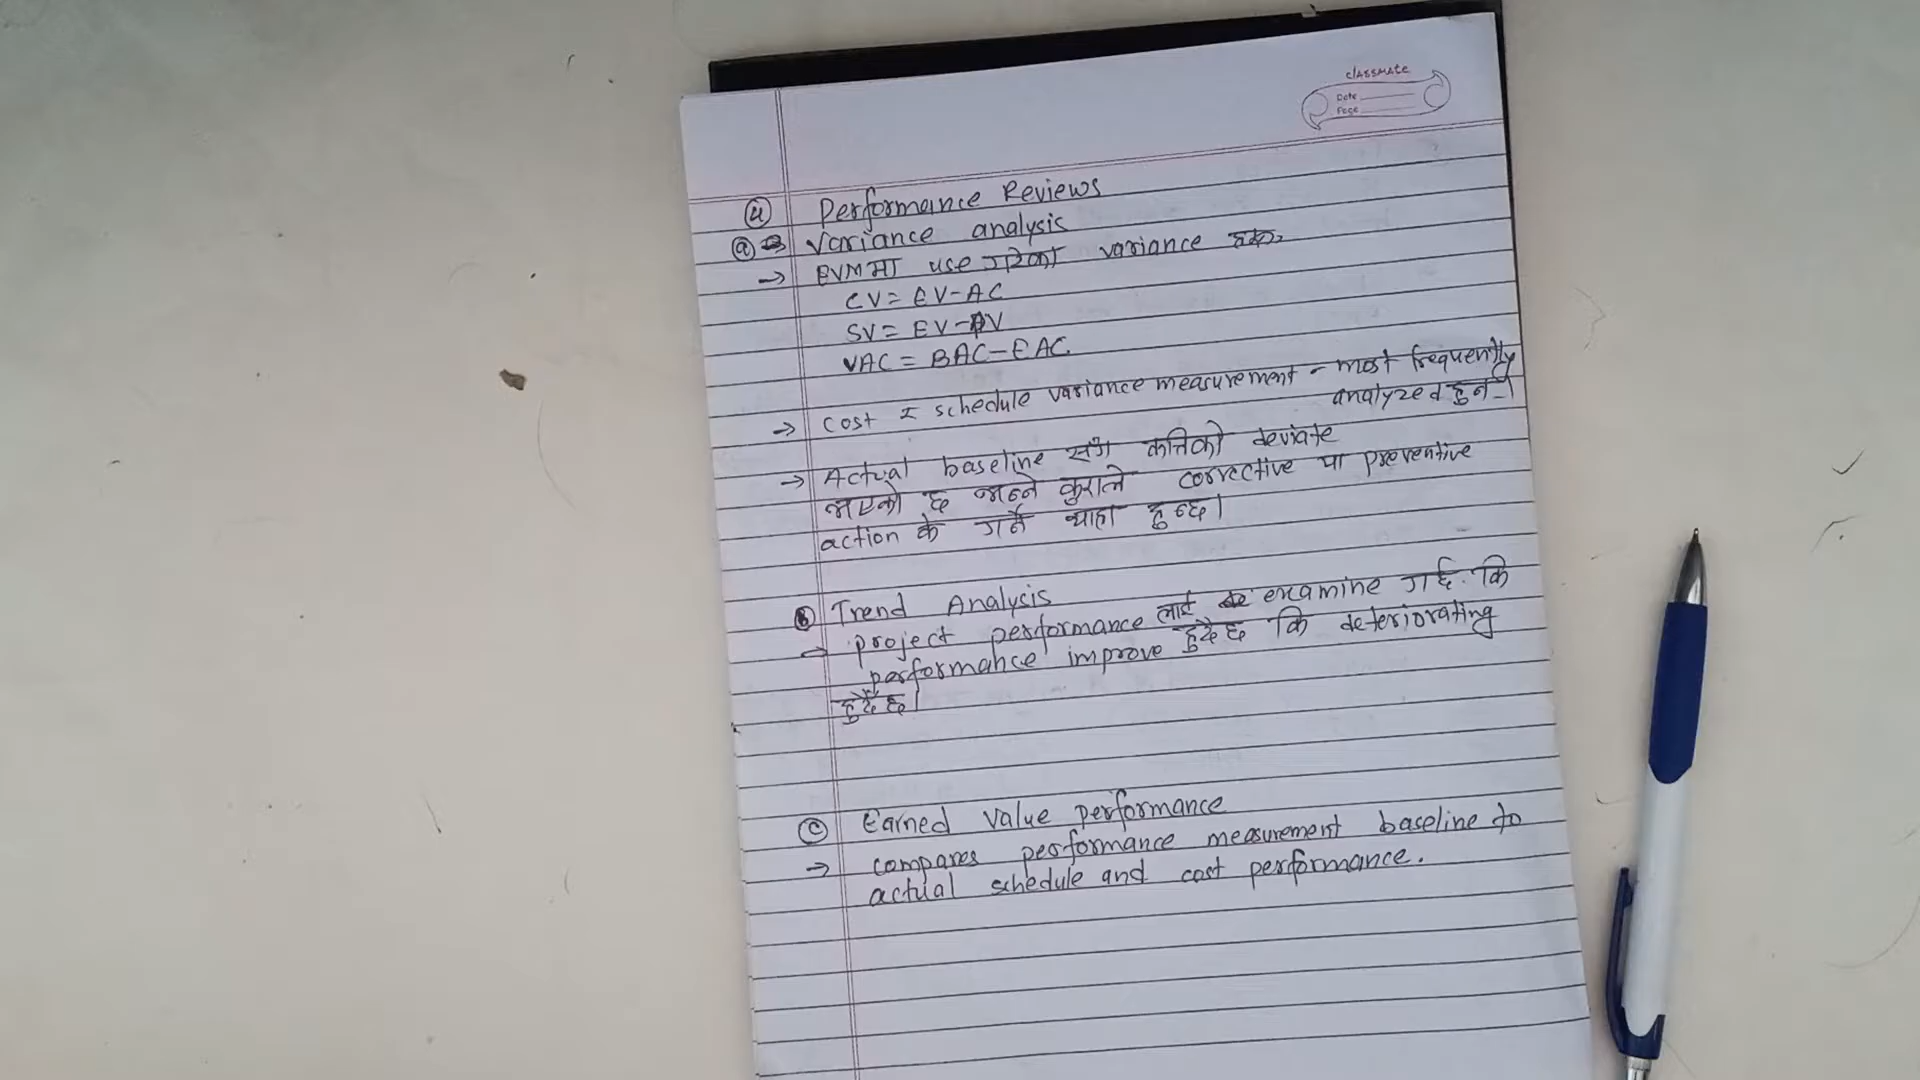 classmate
Date
Page
④ Performance Reviews
ⓐ Variance analysis
→ EVMमा use गरेका variance हरू,
CV = EV-AC
SV = EV-PV
VAC = BAC-EAC
→ cost र schedule variance measurement - most frequently
analyzed हुन्।
→ Actual baseline सँग कत्तिको deviate
भएको छ भन्ने कुराले corrective या preventive
action के गर्ने थाहा हुन्छ।
ⓑ Trend Analysis
→ project performance लाई examine गर्छ कि
performance improve हुदैछ कि deteriorating
हुदैछ।
ⓒ Earned Value performance
→ compares performance measurement baseline to
actual schedule and cost performance.